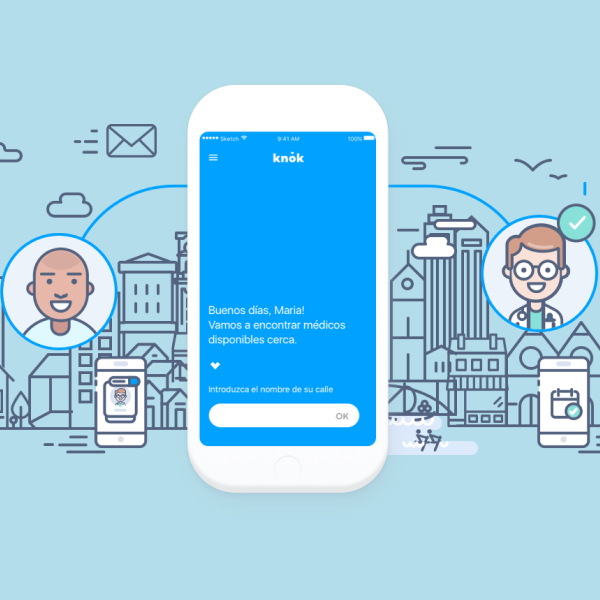 Sketch 9:41 AM 100%
knok
Buenos días, Maria!
Vamos a encontrar médicos
disponibles cerca.
Introduzca el nombre de su calle
OK